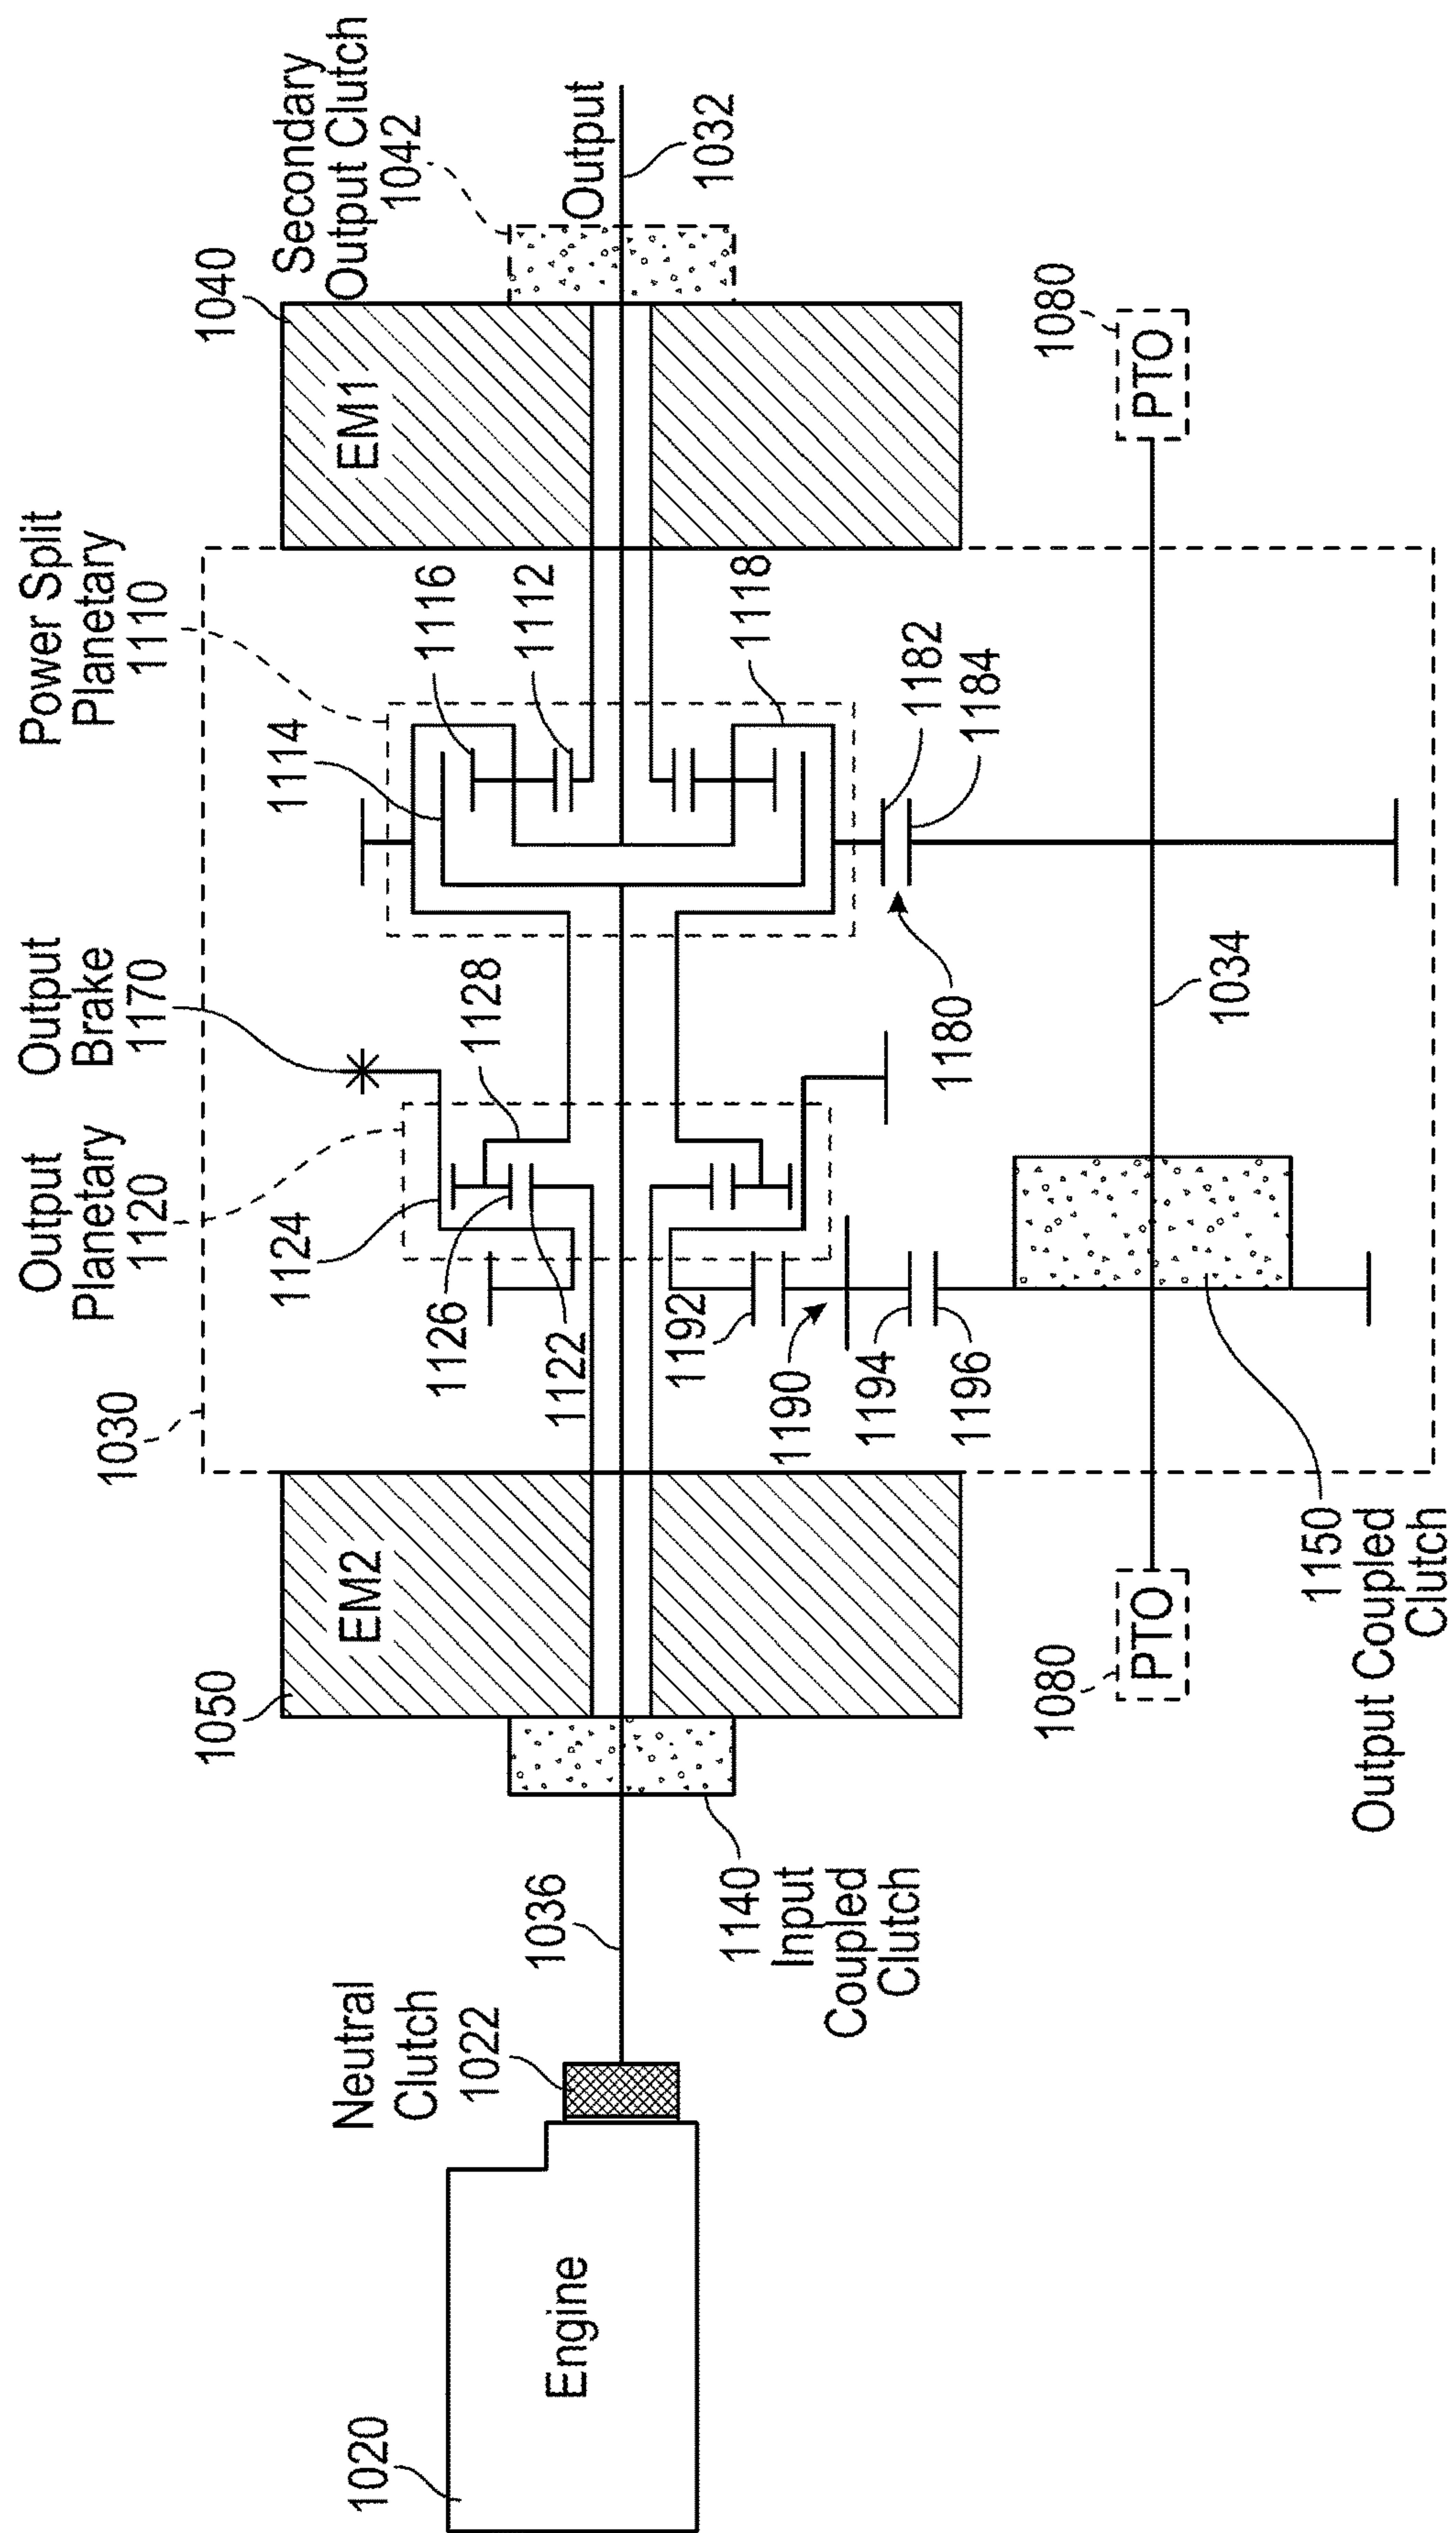 Secondary
Output Clutch
1042
Output
1032
1040
EM1
1080
PTO
Power Split
Planetary
1110
1116
1112
1118
1114
1182
1184
1180
1034
Output
Brake
1170
1128
Output
Planetary
1120
1124
1126
1122
1192
1190
1194
1196
1030
EM2
1050
1080
PTO
1150
Output Coupled
Clutch
1140
Input
Coupled
Clutch
1036
Neutral
Clutch
1022
Engine
1020